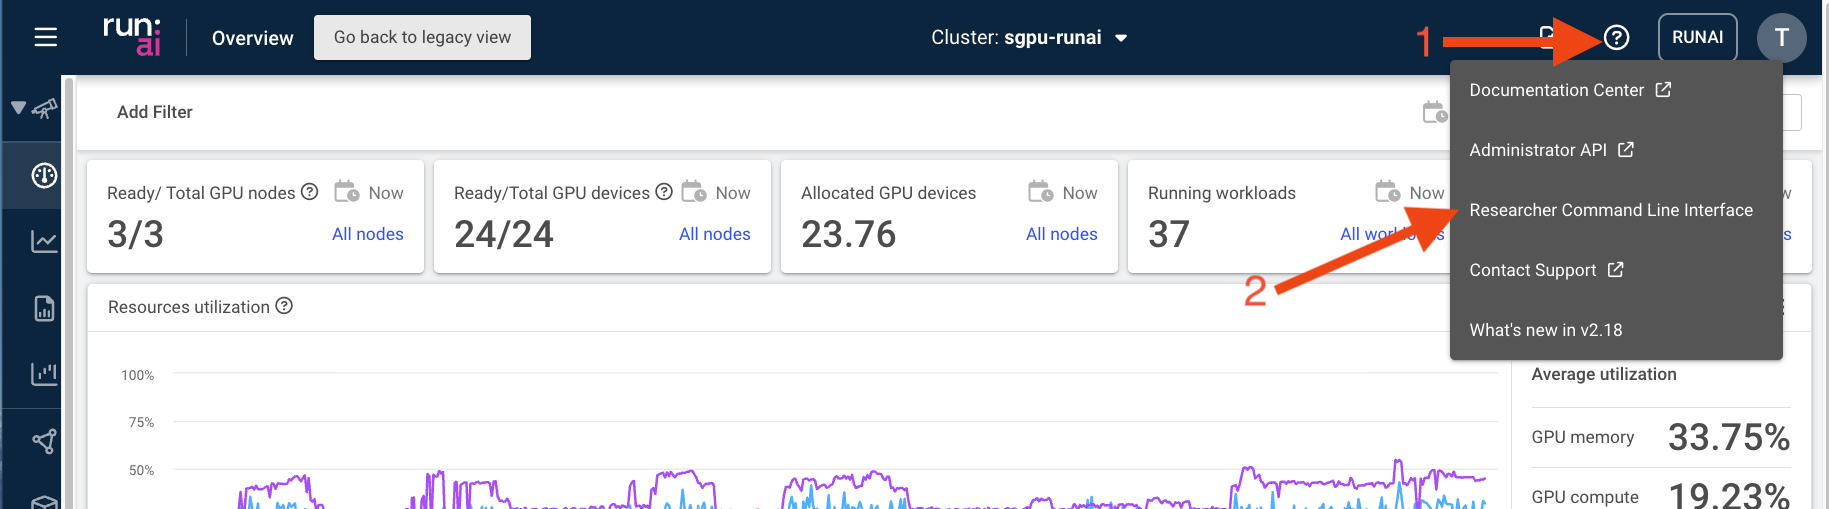 run:
ai
Overview
Go back to legacy view
Cluster: sgpu-runai
1
RUNAI
T
Documentation Center
Administrator API
Researcher Command Line Interface
Contact Support
What's new in v2.18
2
Add Filter
Ready/ Total GPU nodes
Now
3/3
All nodes
Ready/Total GPU devices
Now
24/24
All nodes
Allocated GPU devices
Now
23.76
All nodes
Running workloads
Now
37
Resources utilization
100%
75%
50%
Average utilization
GPU memory
33.75%
GPU compute
19.23%